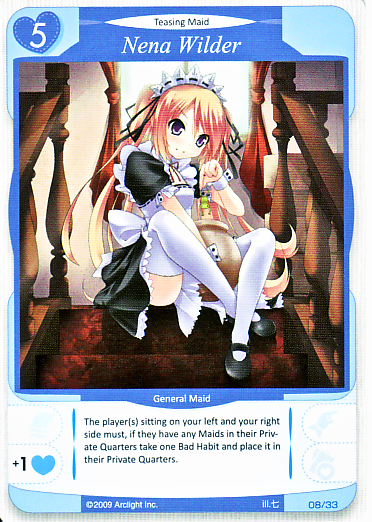 5
Teasing Maid
Nena Wilder
General Maid
The player(s) sitting on your left and your right
side must, if they have any Maids in their Priv-
ate Quarters take one Bad Habit and place it in
their Private Quarters.
+1
©2009 Arclight Inc.
ill.七
08/33